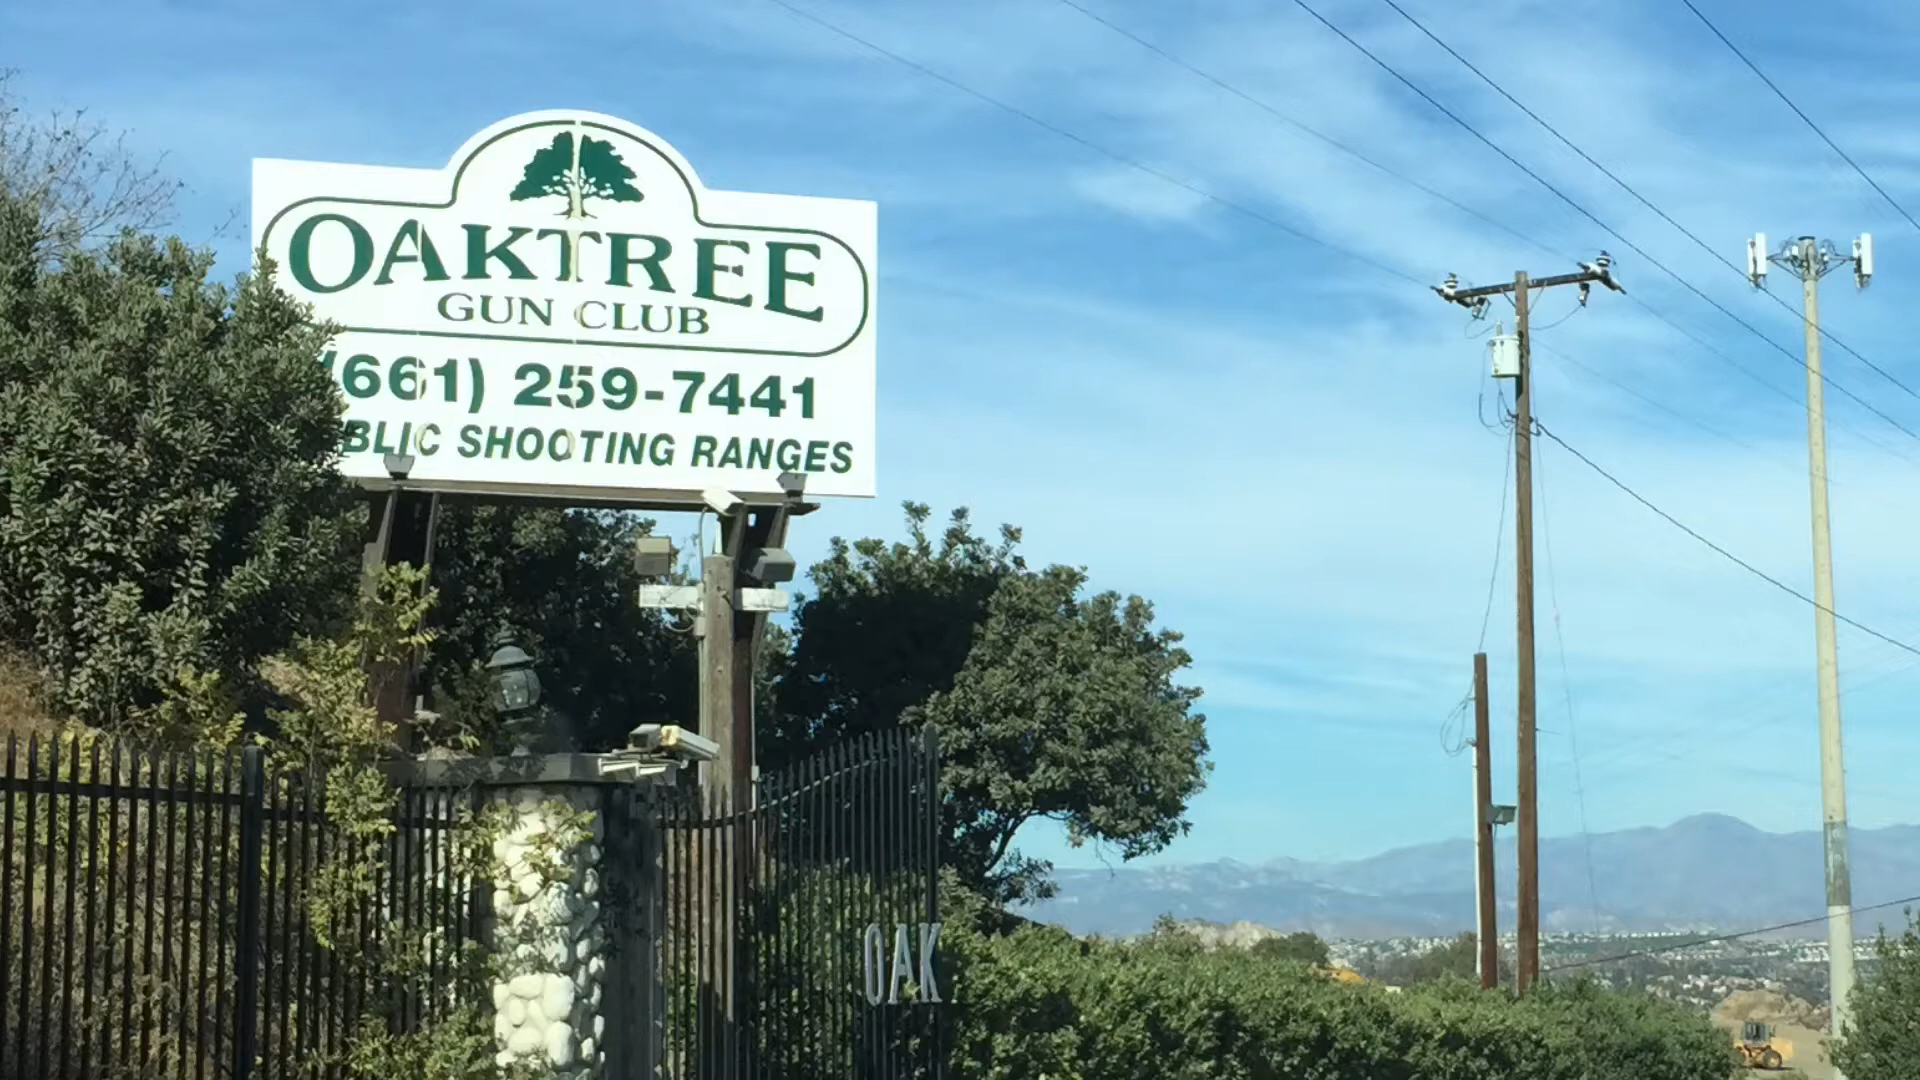 OAKTREE
GUN CLUB
(661) 259-7441
BLIC SHOOTING RANGES
OAK